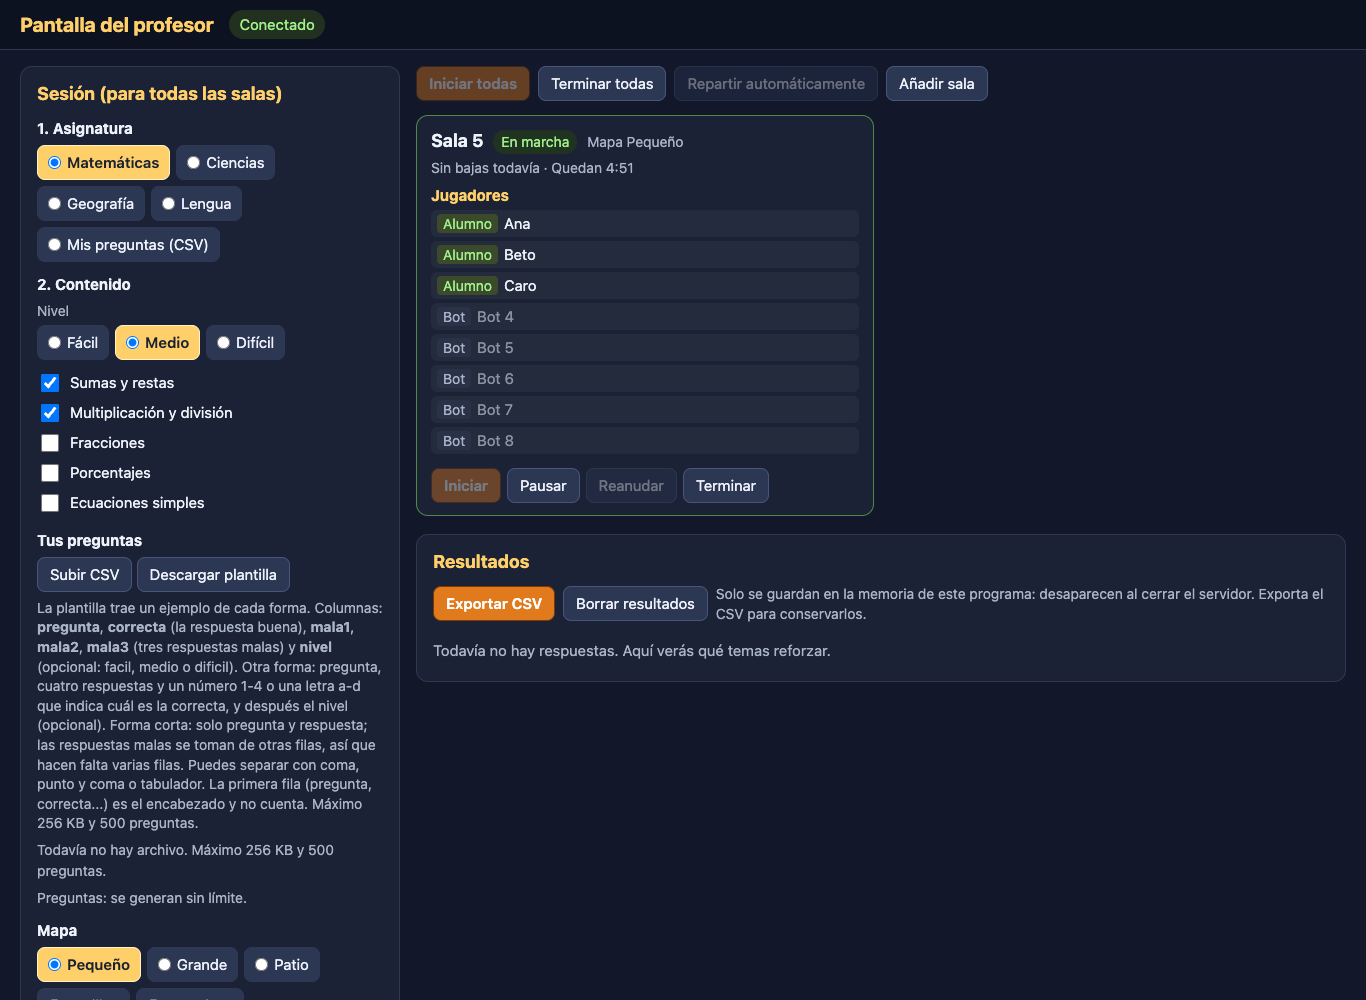 Pantalla del profesor
Conectado
Sesión (para todas las salas)
1. Asignatura
Matemáticas
Ciencias
Geografía
Lengua
Mis preguntas (CSV)
2. Contenido
Nivel
Fácil
Medio
Difícil
Sumas y restas
Multiplicación y división
Fracciones
Porcentajes
Ecuaciones simples
Tus preguntas
Subir CSV
Descargar plantilla
La plantilla trae un ejemplo de cada forma. Columnas:
pregunta, correcta (la respuesta buena), mala1,
mala2, mala3 (tres respuestas malas) y nivel
(opcional: facil, medio o dificil). Otra forma: pregunta,
cuatro respuestas y un número 1-4 o una letra a-d
que indica cuál es la correcta, y después el nivel
(opcional). Forma corta: solo pregunta y respuesta;
las respuestas malas se toman de otras filas, así que
hacen falta varias filas. Puedes separar con coma,
punto y coma o tabulador. La primera fila (pregunta,
correcta...) es el encabezado y no cuenta. Máximo
256 KB y 500 preguntas.
Todavía no hay archivo. Máximo 256 KB y 500
preguntas.
Preguntas: se generan sin límite.
Mapa
Pequeño
Grande
Patio
Iniciar todas
Terminar todas
Repartir automáticamente
Añadir sala
Sala 5
En marcha
Mapa Pequeño
Sin bajas todavía · Quedan 4:51
Jugadores
Alumno Ana
Alumno Beto
Alumno Caro
Bot Bot 4
Bot Bot 5
Bot Bot 6
Bot Bot 7
Bot Bot 8
Iniciar
Pausar
Reanudar
Terminar
Resultados
Exportar CSV
Borrar resultados
Solo se guardan en la memoria de este programa: desaparecen al cerrar el servidor. Exporta el
CSV para conservarlos.
Todavía no hay respuestas. Aquí verás qué temas reforzar.